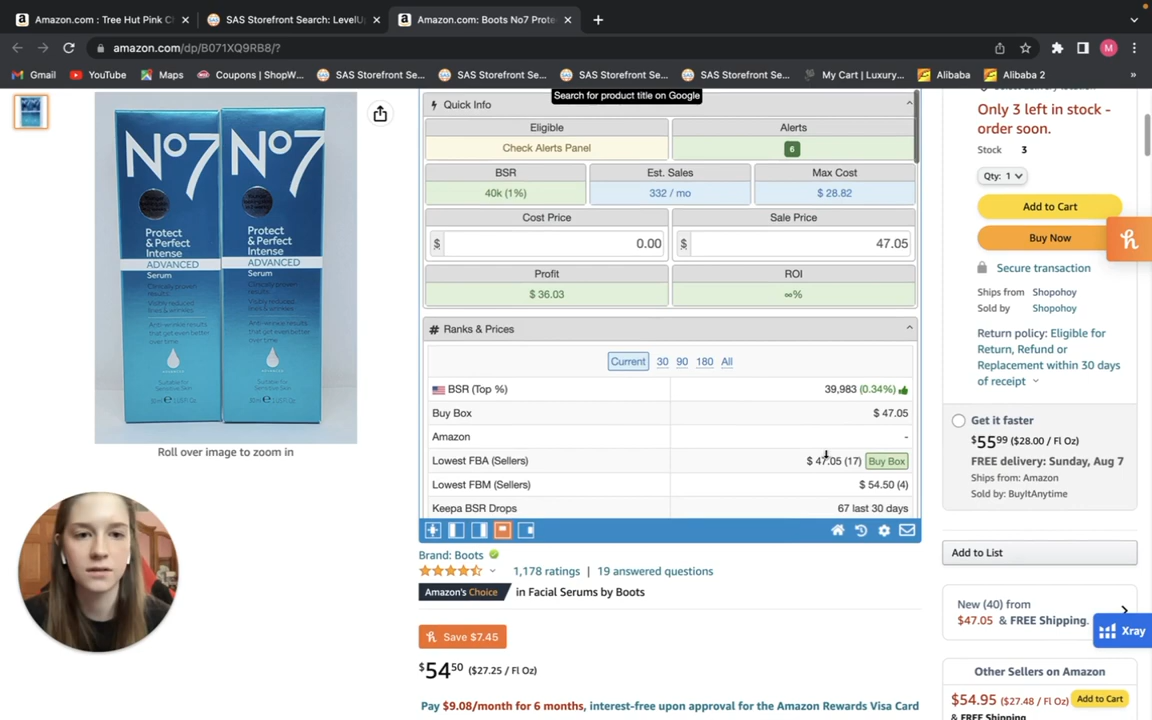 Amazon.com : Tree Hut Pink C
SAS Storefront Search: LevelU
Amazon.com: Boots No7 Prote
amazon.com/dp/B071XQ9RB8/?
M
Gmail
YouTube
Maps
Coupons | ShopW...
SAS Storefront Se...
SAS Storefront Se...
SAS Storefront Se...
SAS Storefront Se...
My Cart | Luxury...
Alibaba
Alibaba 2
»
Search for product title on Google
Quick Info
Eligible
Alerts
Check Alerts Panel
6
BSR
Est. Sales
Max Cost
40k (1%)
332 / mo
$ 28.82
Cost Price
Sale Price
$ 0.00
$ 47.05
Profit
ROI
$ 36.03
∞%
Ranks & Prices
Current 30 90 180 All
BSR (Top %)
39,983 (0.34%)
Buy Box
$ 47.05
Amazon
-
Lowest FBA (Sellers)
$ 47.05 (17) Buy Box
Lowest FBM (Sellers)
$ 54.50 (4)
Keepa BSR Drops
67 last 30 days
No7
Protect
& Perfect
Intense
ADVANCED
Serum
No7
Protect
& Perfect
Intense
ADVANCED
Serum
Roll over image to zoom in
Brand: Boots
1,178 ratings | 19 answered questions
Amazon's Choice in Facial Serums by Boots
Save $7.45
$54⁵⁰ ($27.25 / Fl Oz)
Pay $9.08/month for 6 months, interest-free upon approval for the Amazon Rewards Visa Card
Only 3 left in stock -
order soon.
Stock 3
Qty: 1
Add to Cart
Buy Now
Secure transaction
Ships from Shopohoy
Sold by Shopohoy
Return policy: Eligible for
Return, Refund or
Replacement within 30 days
of receipt
Get it faster
$55⁹⁹ ($28.00 / Fl Oz)
FREE delivery: Sunday, Aug 7
Ships from: Amazon
Sold by: BuyItAnytime
Add to List
New (40) from
$47.05 & FREE Shipping.
Xray
Other Sellers on Amazon
$54.95 ($27.48 / Fl Oz)
Add to Cart
& FREE Shipping